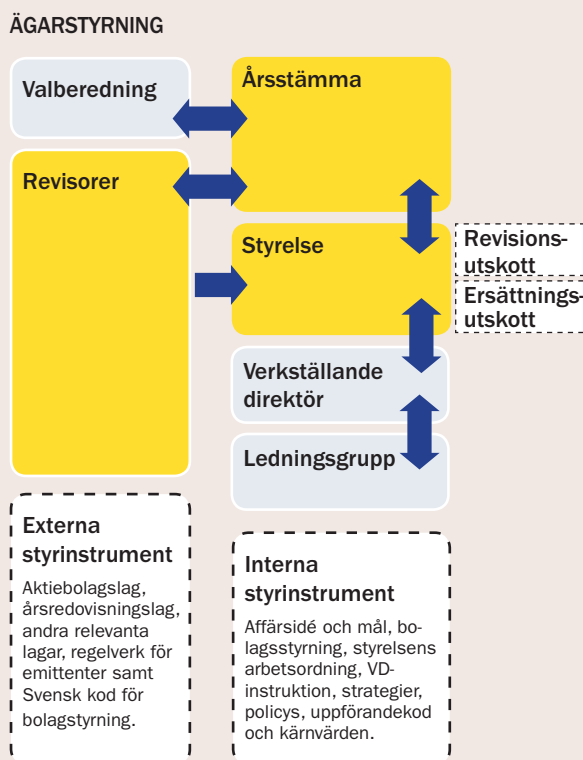 ÄGARSTYRNING
Valberedning
Årsstämma
Revisorer
Styrelse
Revisions-
utskott
Ersättnings-
utskott
Verkställande
direktör
Ledningsgrupp
Externa
styrinstrument
Aktiebolagslag,
årsredovisningslag,
andra relevanta
lagar, regelverk för
emittenter samt
Svensk kod för
bolagstyrning.
Interna
styrinstrument
Affärsidé och mål, bo-
lagsstyrning, styrelsens
arbetsordning, VD-
instruktion, strategier,
policys, uppförandekod
och kärnvärden.